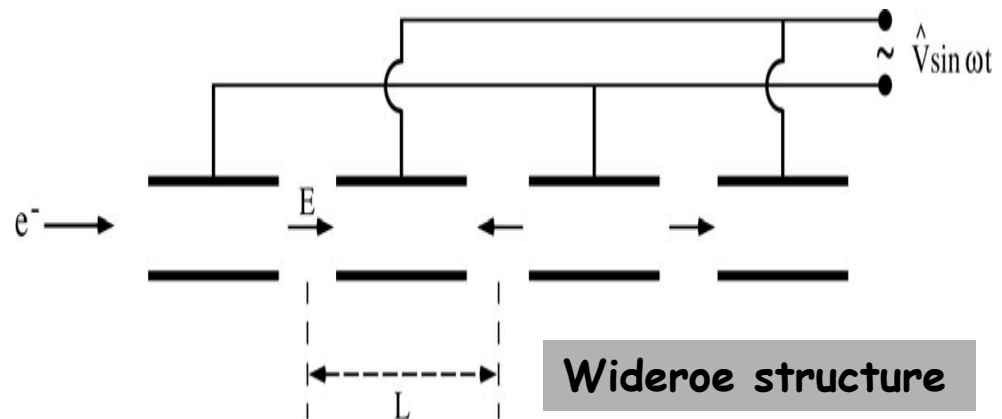 ~ V̂sin ωt
E
e⁻
L
Wideroe structure